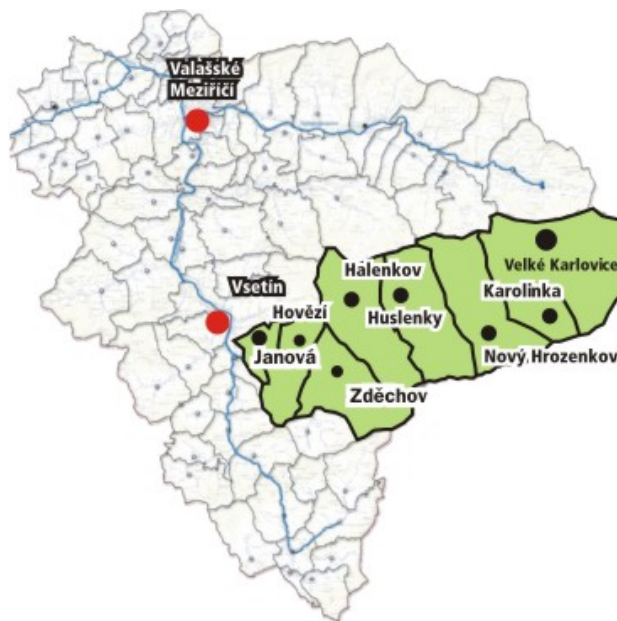 Valašské
Meziříčí
Velké Karlovice
Halenkov
Karolinka
Vsetín
Hovězí
Huslenky
Janová
Nový Hrozenkov
Zděchov